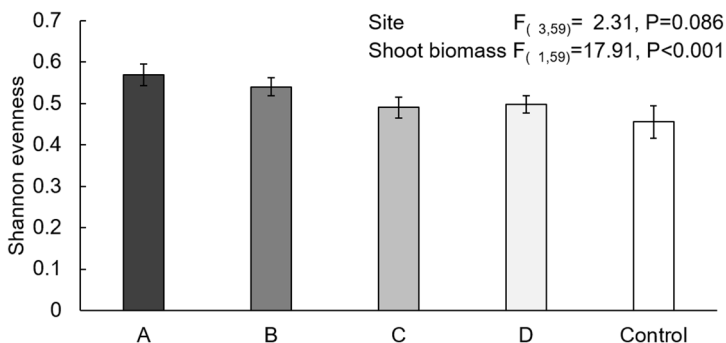 Site F( 3,59)= 2.31, P=0.086
Shoot biomass F( 1,59)=17.91, P<0.001
Shannon evenness
0.7
0.6
0.5
0.4
0.3
0.2
0.1
0
A B C D Control